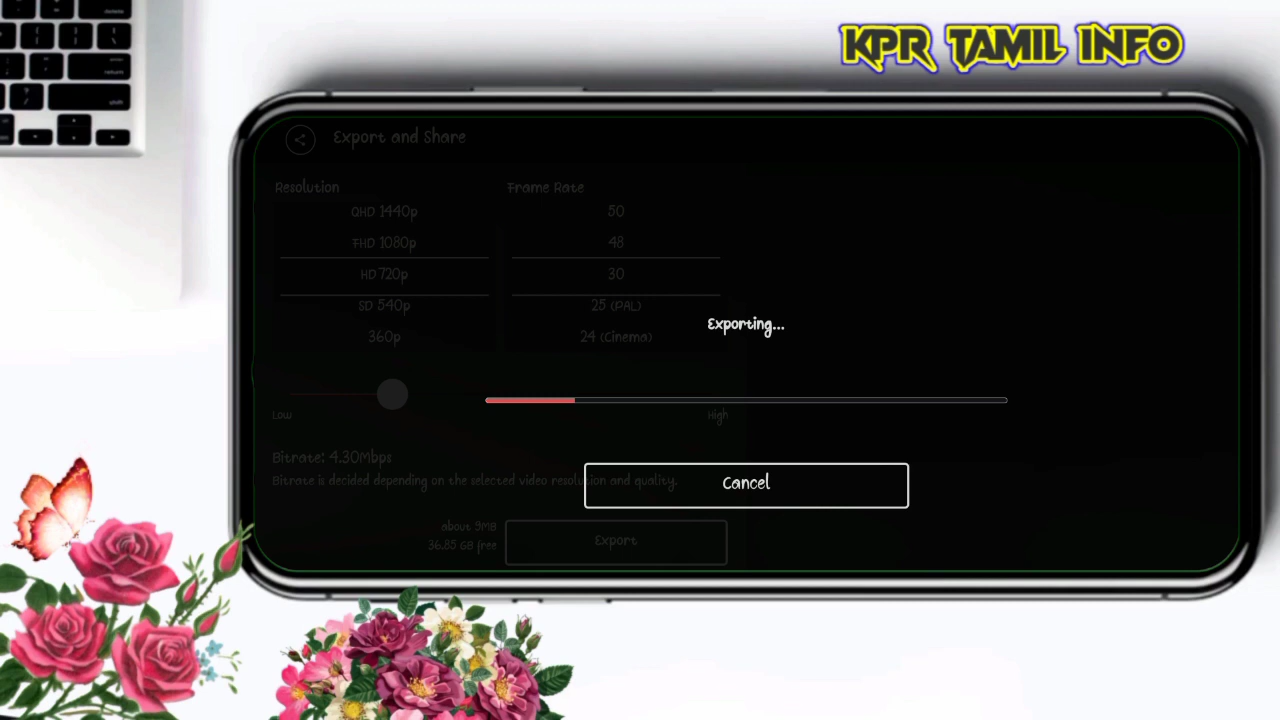 KPR TAMIL INFO
Export and Share
Resolution
Frame Rate
QHD 1440p
50
FHD 1080p
48
HD 720p
30
SD 540p
25 (PAL)
360p
24 (Cinema)
Exporting...
Low
High
Bitrate: 4.30Mbps
Bitrate is decided depending on the selected video resolution and quality.
Cancel
about 9MB
36.85 GB free
Export